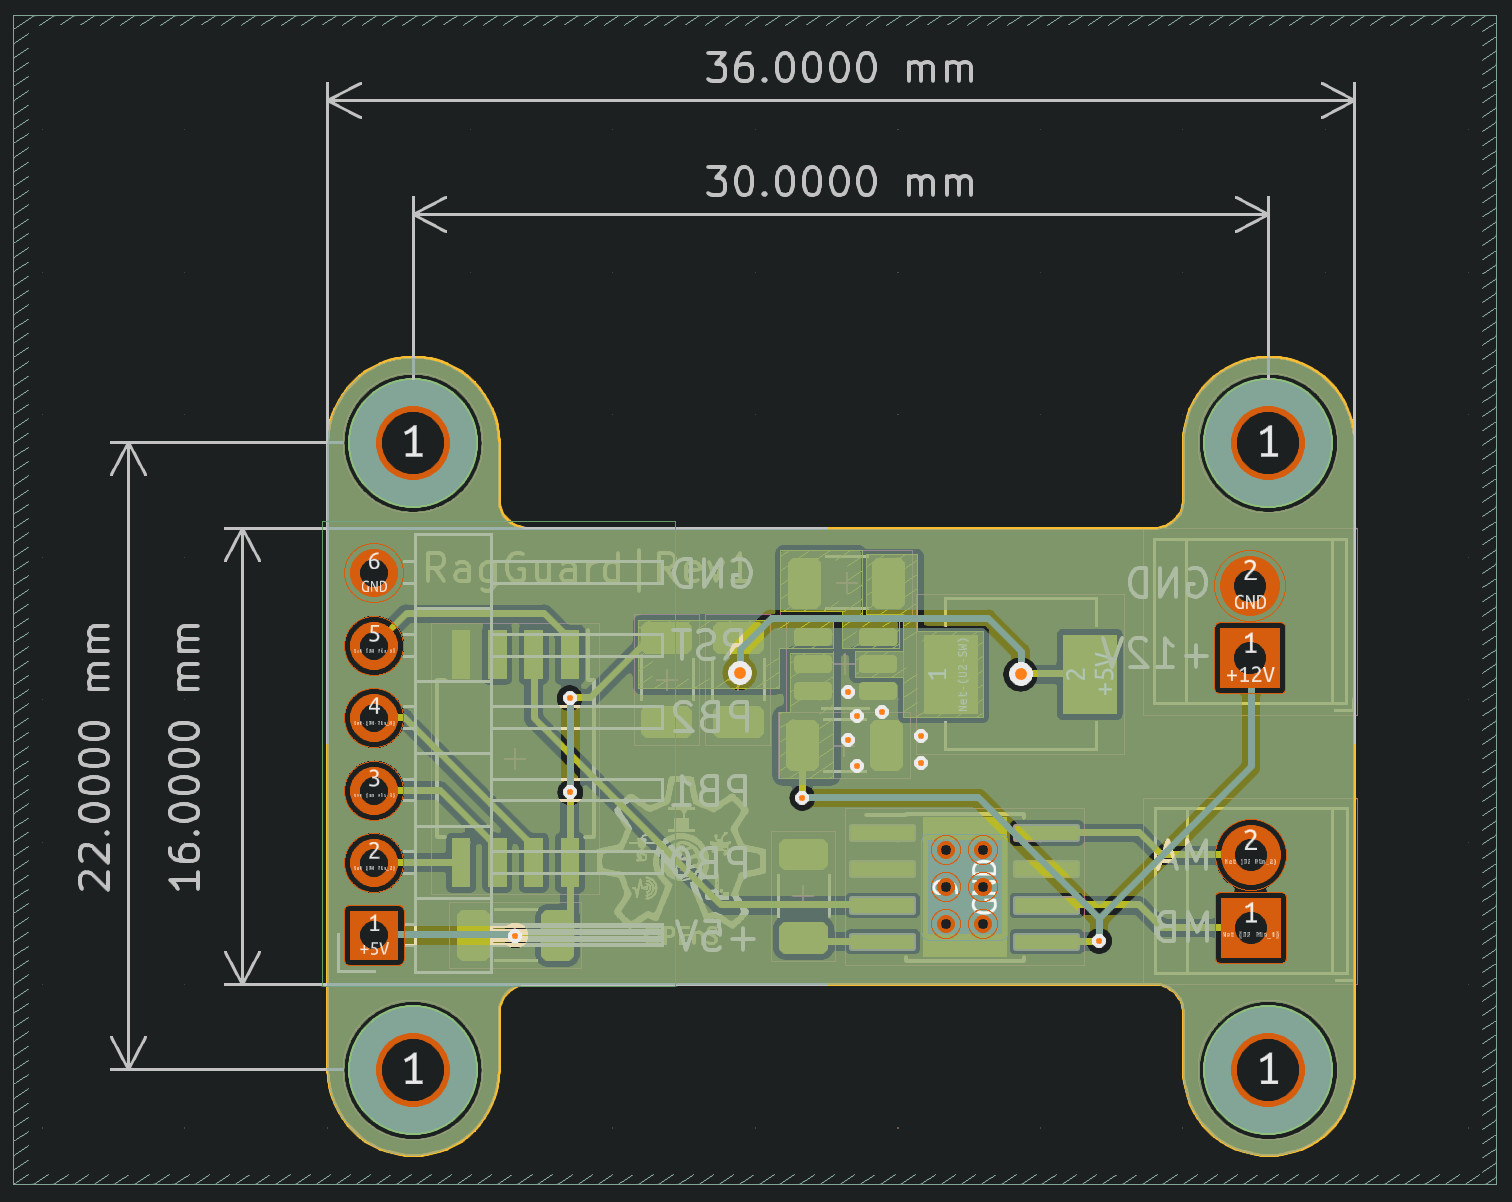 36.0000 mm
30.0000 mm
22.0000 mm
16.0000 mm
1
1
RagGuard | Rev1
GND
6
GND
5
4
3
2
1
+5V
RST
PB2
PB1
PB0
+5V
1
Net-(U2-SW)
2
+5V
GND
GND
2
GND
+12V
1
+12V
MA
2
MB
1
1
1